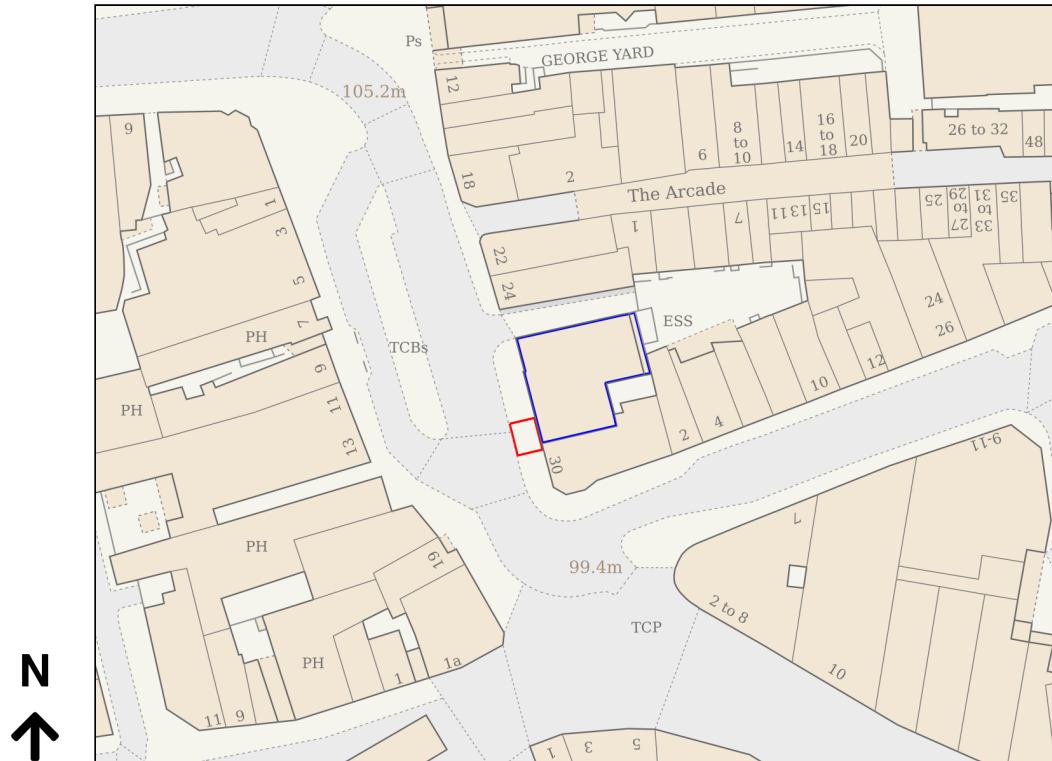 Ps
GEORGE YARD
105.2m
12
9
8
to
10
16
to
18
20
26 to 32
48
14
6
2
18
The Arcade
1
3
5
7
22
24
1
7
11
13
15
25
27
to
29
31
to
33
35
ESS
TCBs
PH
PH
9
11
13
24
26
12
10
4
2
30
9-11
7
PH
19
99.4m
2 to 8
TCP
10
PH
1a
1
11
9
1
3
5
N